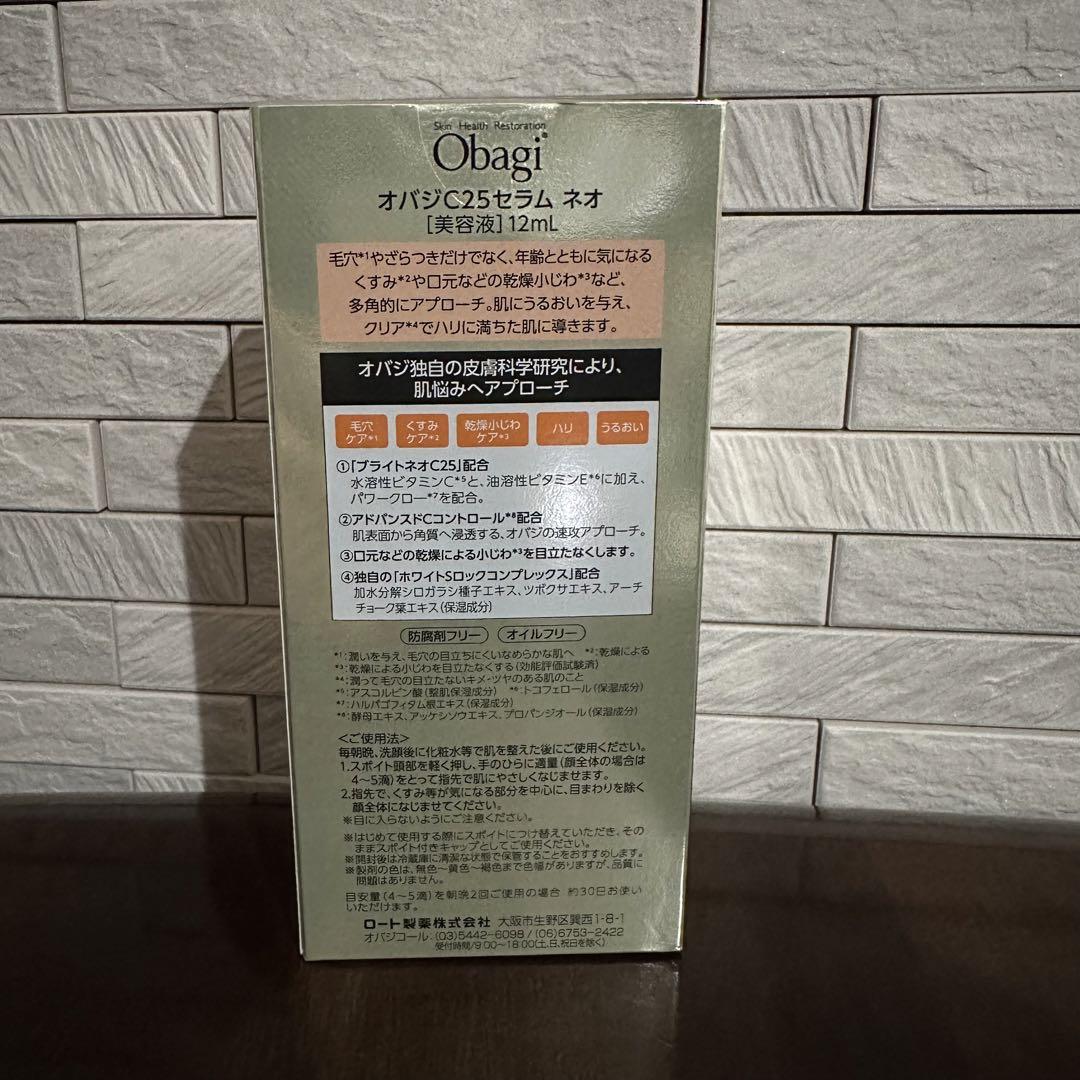 Skin Health Restoration
Obagi®
オバジC25セラム ネオ
[美容液]12mL
毛穴*1やざらつきだけでなく、年齢とともに気になる
くすみ*2や口元などの乾燥小じわ*3など、
多角的にアプローチ。肌にうるおいを与え、
クリア*4でハリに満ちた肌に導きます。
オバジ独自の皮膚科学研究により、
肌悩みへアプローチ
毛穴
ケア*1
くすみ
ケア*2
乾燥小じわ
ケア*3
ハリ
うるおい
①「ブライトネオC25」配合
水溶性ビタミンC*5と、油溶性ビタミンE*6に加え、
パワークロー*7を配合。
②アドバンスドCコントロール*8配合
肌表面から角質へ浸透する、オバジの速攻アプローチ。
③口元などの乾燥による小じわ*3を目立たなくします。
④独自の「ホワイトSロックコンプレックス」配合
加水分解シロガラシ種子エキス、ツボクサエキス、アーチ
チョーク葉エキス(保湿成分)
防腐剤フリー
オイルフリー
*1:潤いを与え、毛穴の目立ちにくいなめらかな肌へ *2:乾燥による
*3:乾燥による小じわを目立たなくする(効能評価試験済)
*4:潤って毛穴の目立たないキメ・ツヤのある肌のこと
*5:アスコルビン酸(整肌保湿成分) *6:トコフェロール(保湿成分)
*7:ハルパゴフィタム根エキス(保湿成分)
*8:酵母エキス、アッケシソウエキス、プロパンジオール(保湿成分)
<ご使用法>
毎朝晩、洗顔後に化粧水等で肌を整えた後にご使用ください。
1.スポイト頭部を軽く押し、手のひらに適量(顔全体の場合は
4～5滴)をとって指先で肌にやさしくなじませます。
2.指先で、くすみ等が気になる部分を中心に、目まわりを除く
顔全体になじませてください。
※目に入らないようにご注意ください。
※はじめて使用する際にスポイトにつけ替えていただき、その
ままスポイト付きキャップとしてご使用ください。
※開封後は冷蔵庫に清潔な状態で保管することをおすすめします。
※製剤の色は、無色～黄色～褐色まで色幅がありますが、品質に
問題はありません。
目安量(4～5滴)を朝晩2回ご使用の場合 約30日お使い
いただけます。
ロート製薬株式会社 大阪市生野区巽西1-8-1
オバジコール:(03)5442-6098/(06)6753-2422
受付時間/9:00～18:00(土、日、祝日を除く)